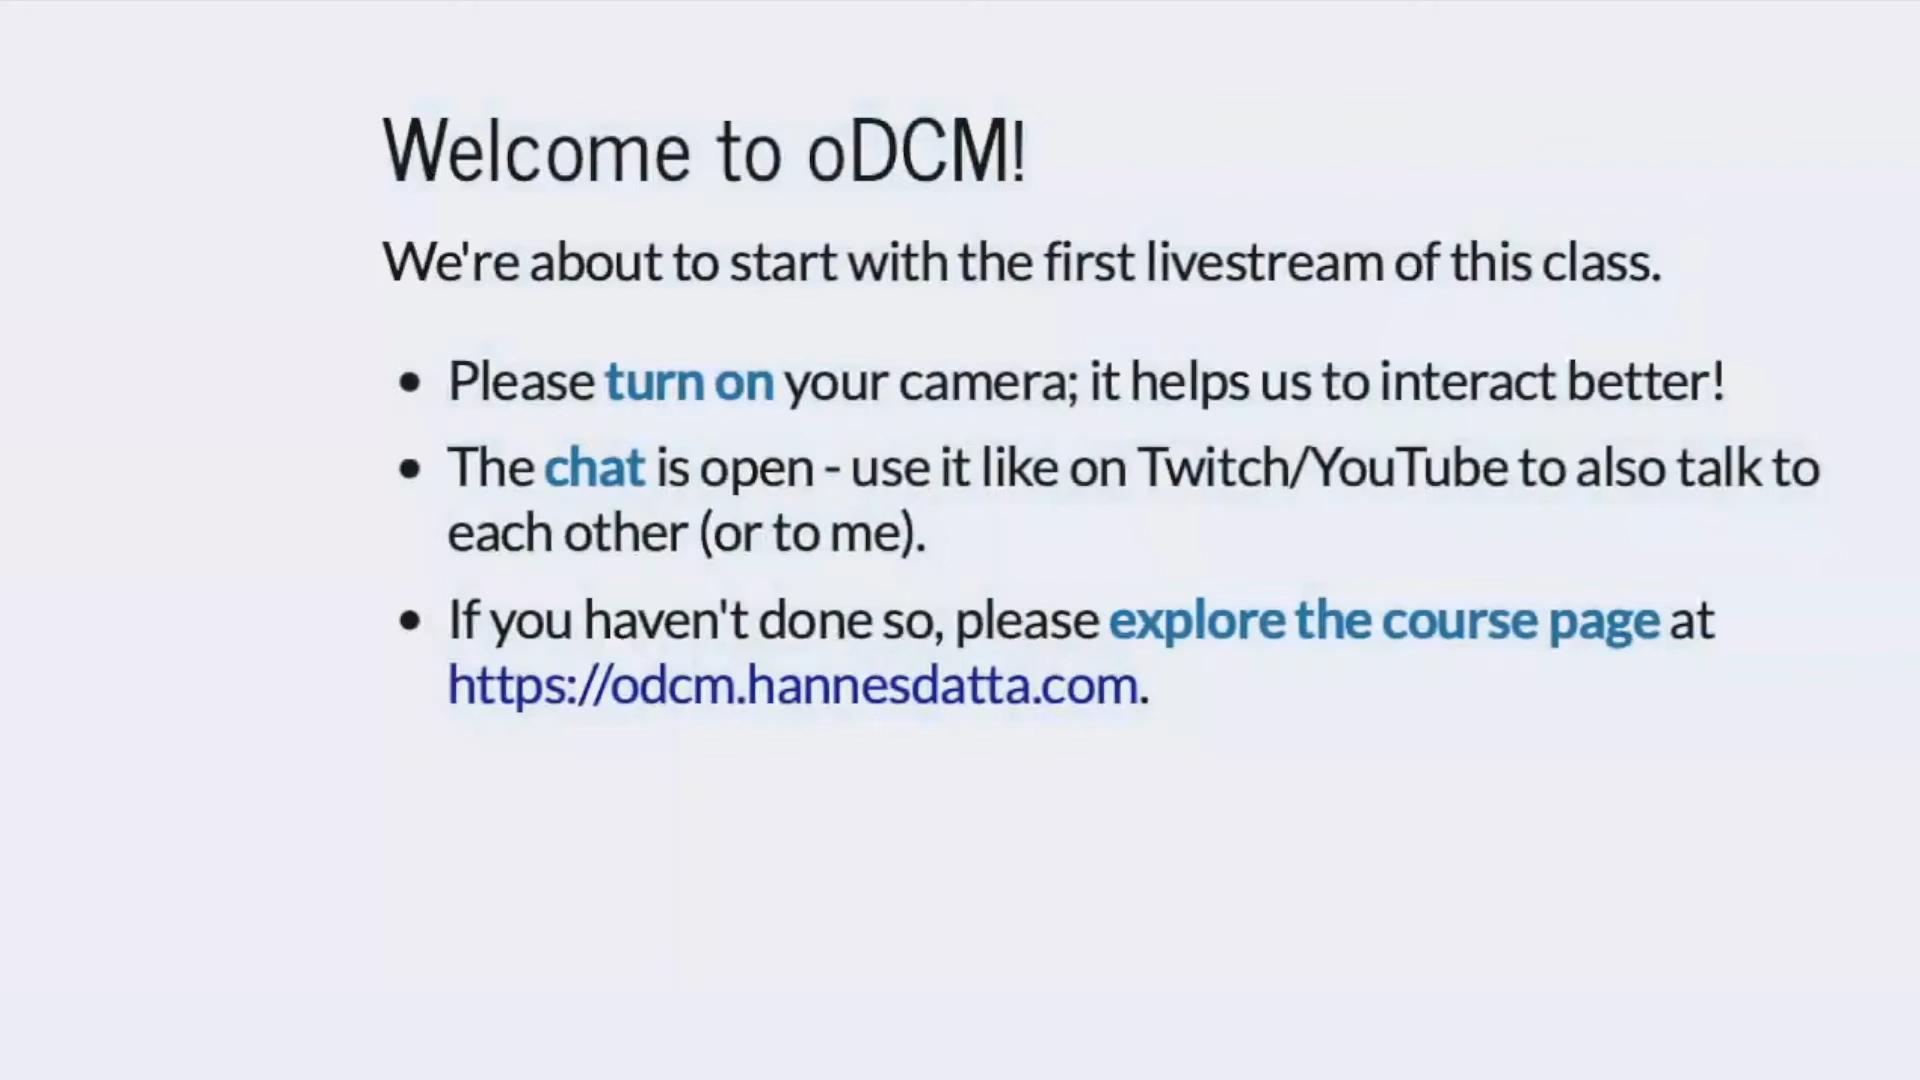 Welcome to oDCM!
We're about to start with the first livestream of this class.
• Please turn on your camera; it helps us to interact better!
• The chat is open - use it like on Twitch/YouTube to also talk to
each other (or to me).
• If you haven't done so, please explore the course page at
https://odcm.hannesdatta.com.